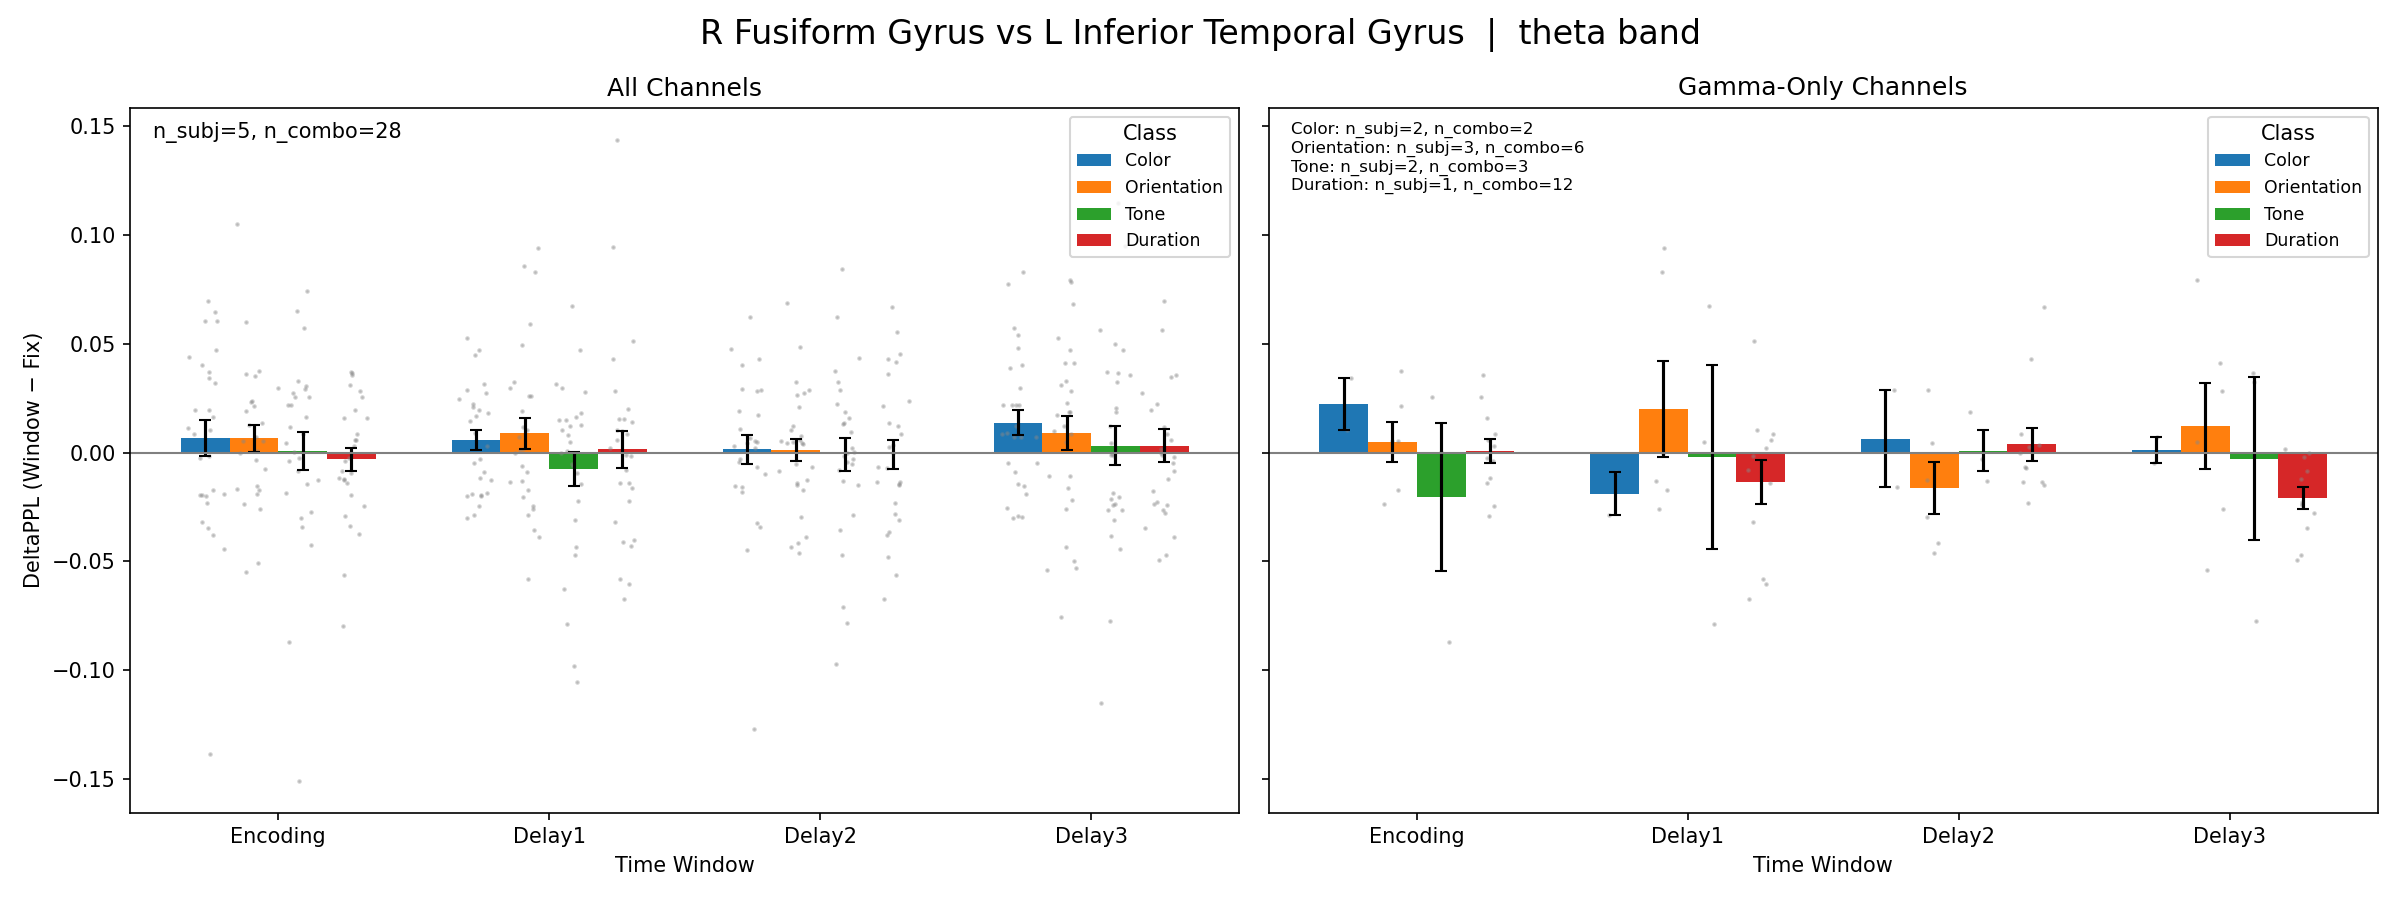 R Fusiform Gyrus vs L Inferior Temporal Gyrus | theta band
All Channels
n_subj=5, n_combo=28
Class
Color
Orientation
Tone
Duration
0.15
0.10
0.05
0.00
−0.05
−0.10
−0.15
DeltaPPL (Window − Fix)
Encoding
Delay1
Delay2
Delay3
Time Window
Gamma-Only Channels
Color: n_subj=2, n_combo=2
Orientation: n_subj=3, n_combo=6
Tone: n_subj=2, n_combo=3
Duration: n_subj=1, n_combo=12
Class
Color
Orientation
Tone
Duration
Encoding
Delay1
Delay2
Delay3
Time Window